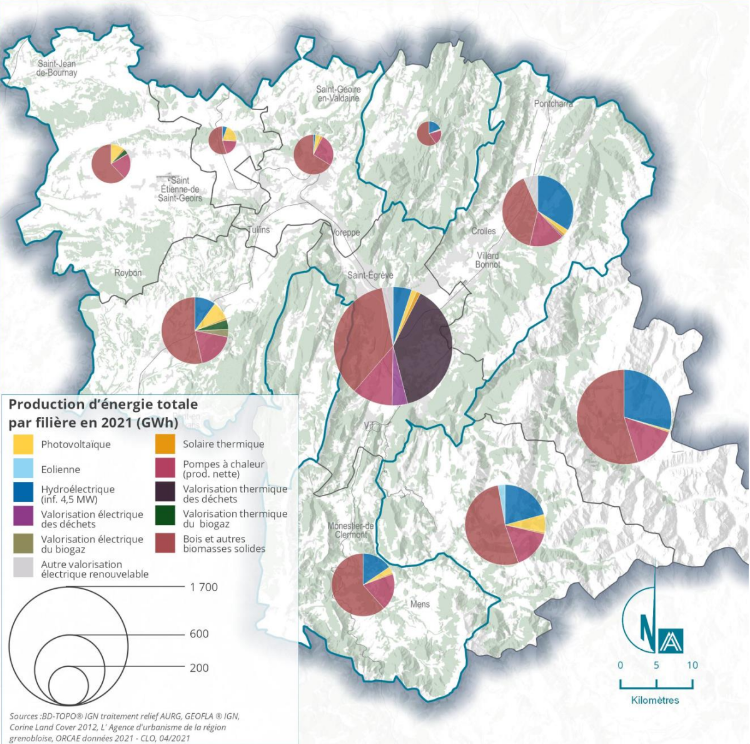 Saint-Jean
de-Bournay
Saint-Geoire
en-Valdaine
Pontcharra
Saint
Étienne-de
Saint-Geoirs
Tullins
Voreppe
Crolles
Villard
Bonnot
Roybon
Saint-Egrève
Vif
Monestier-de
Clermont
Mens
Production d'énergie totale
par filière en 2021 (GWh)
Photovoltaïque
Solaire thermique
Eolienne
Pompes à chaleur
(prod. nette)
Hydroélectrique
(inf. 4,5 MW)
Valorisation thermique
des déchets
Valorisation électrique
des déchets
Valorisation thermique
du biogaz
Valorisation électrique
du biogaz
Bois et autres
biomasses solides
Autre valorisation
électrique renouvelable
1 700
600
200
N
0 5 10
Kilomètres
Sources :BD-TOPO® IGN traitement relief AURG, GEOFLA ® IGN,
Corine Land Cover 2012, L' Agence d'urbanisme de la région
grenobloise, ORCAE données 2021 - CLO, 04/2021